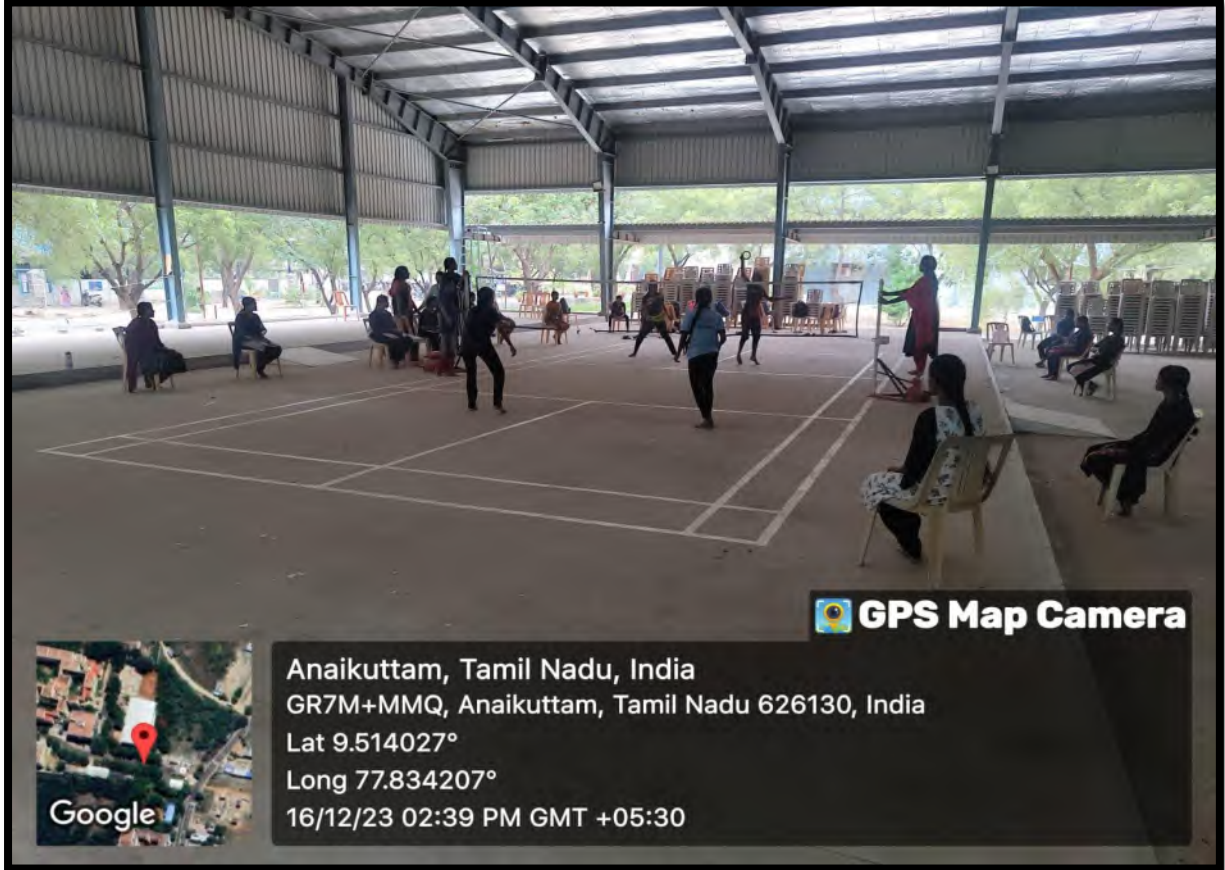 GPS Map Camera
Anaikuttam, Tamil Nadu, India
GR7M+MMQ, Anaikuttam, Tamil Nadu 626130, India
Lat 9.514027°
Long 77.834207°
16/12/23 02:39 PM GMT +05:30
Google